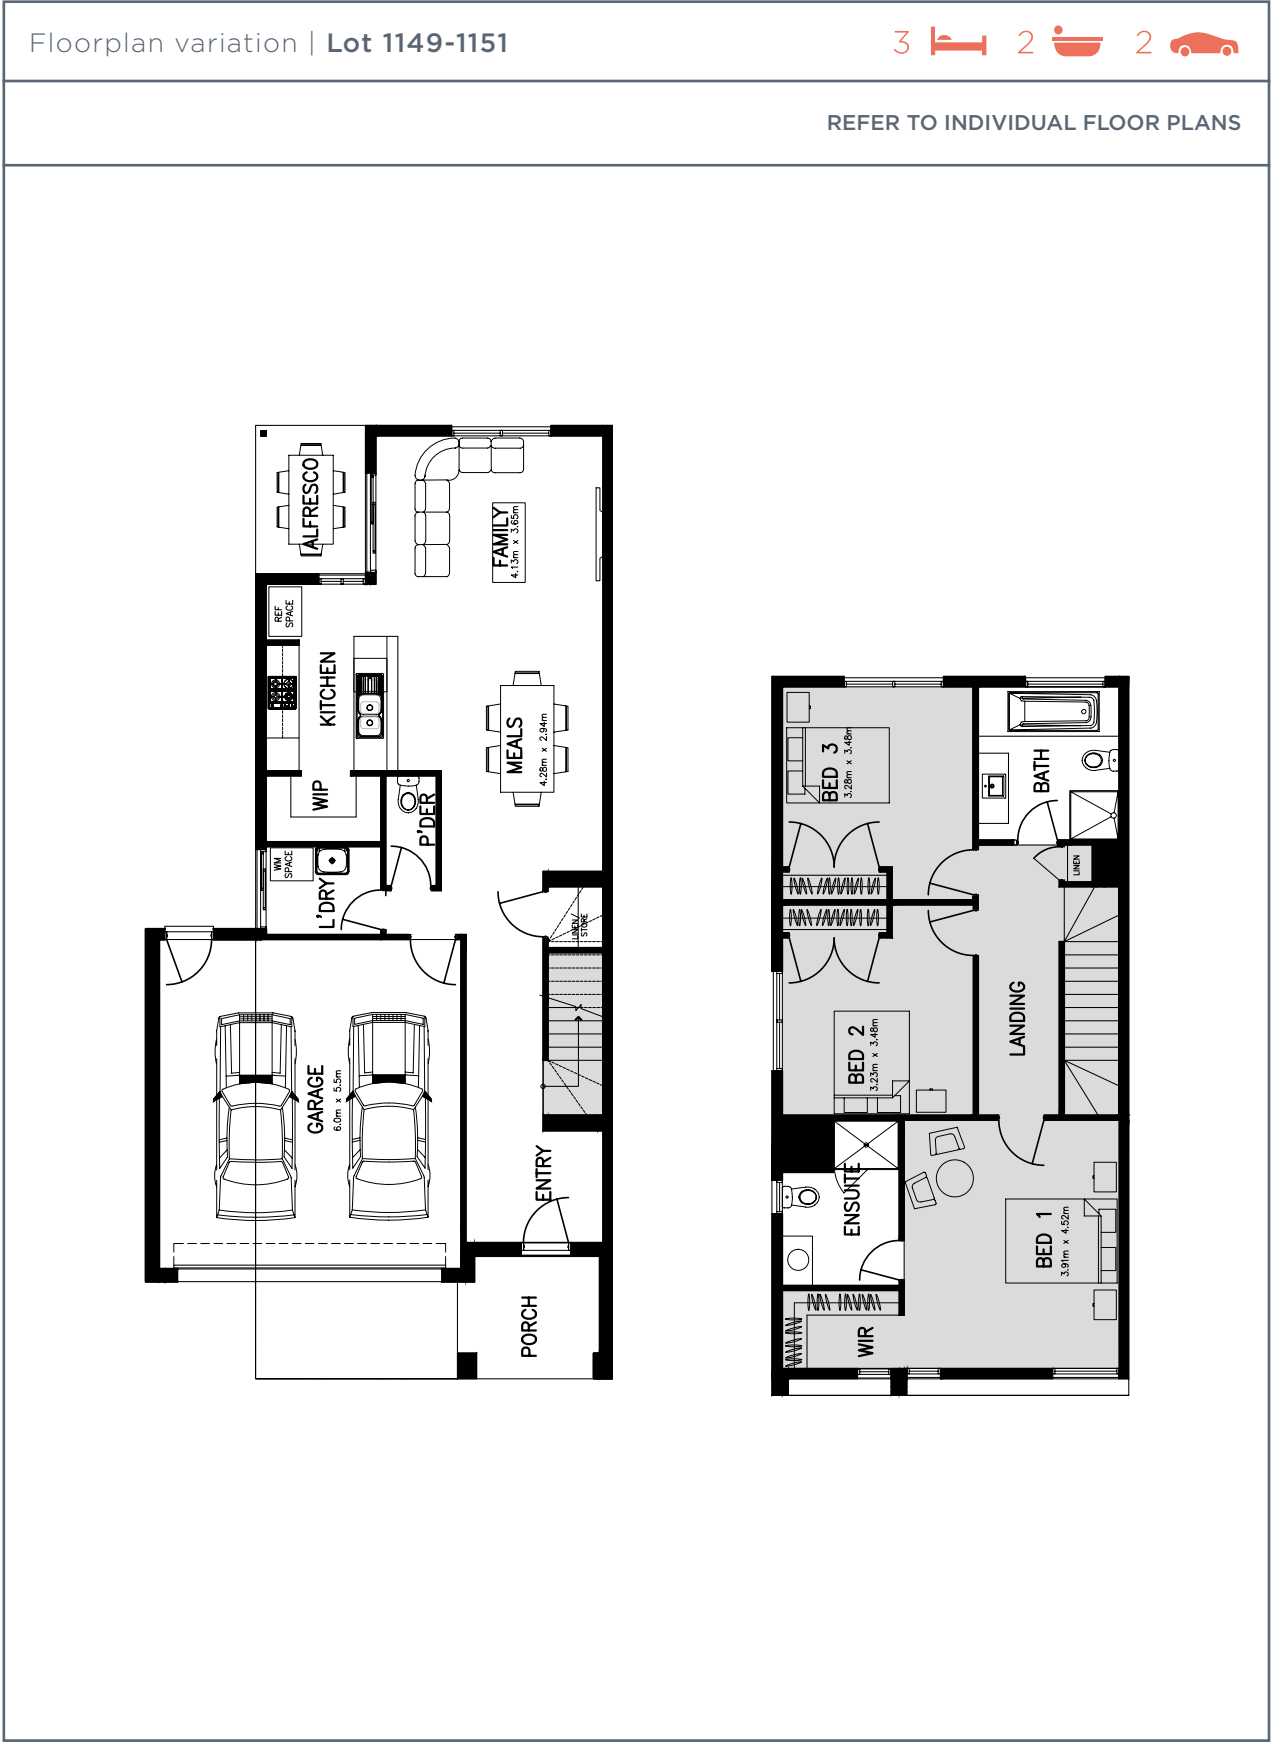 Floorplan variation | Lot 1149-1151
3 2 2
REFER TO INDIVIDUAL FLOOR PLANS
ALFRESCO
FAMILY
4.13m x 3.65m
REF
SPACE
KITCHEN
MEALS
4.28m x 2.94m
WIP
P'DER
WM
SPACE
L'DRY
LINEN/
STORE
GARAGE
6.0m x 5.5m
ENTRY
PORCH
BED 3
3.28m x 3.48m
BATH
LINEN
LANDING
BED 2
3.23m x 3.48m
ENSUITE
BED 1
3.91m x 4.52m
WIR